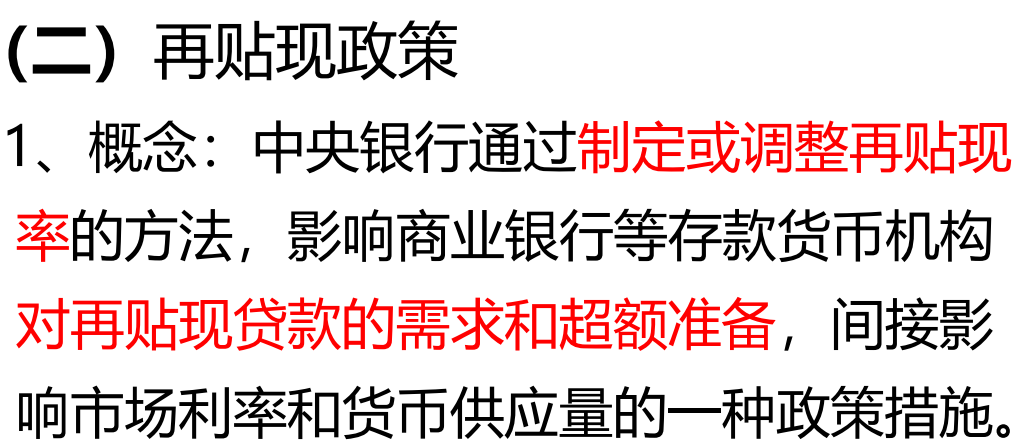 (二）再贴现政策
1、概念：中央银行通过制定或调整再贴现
率的方法，影响商业银行等存款货币机构
对再贴现贷款的需求和超额准备，间接影
响市场利率和货币供应量的一种政策措施。